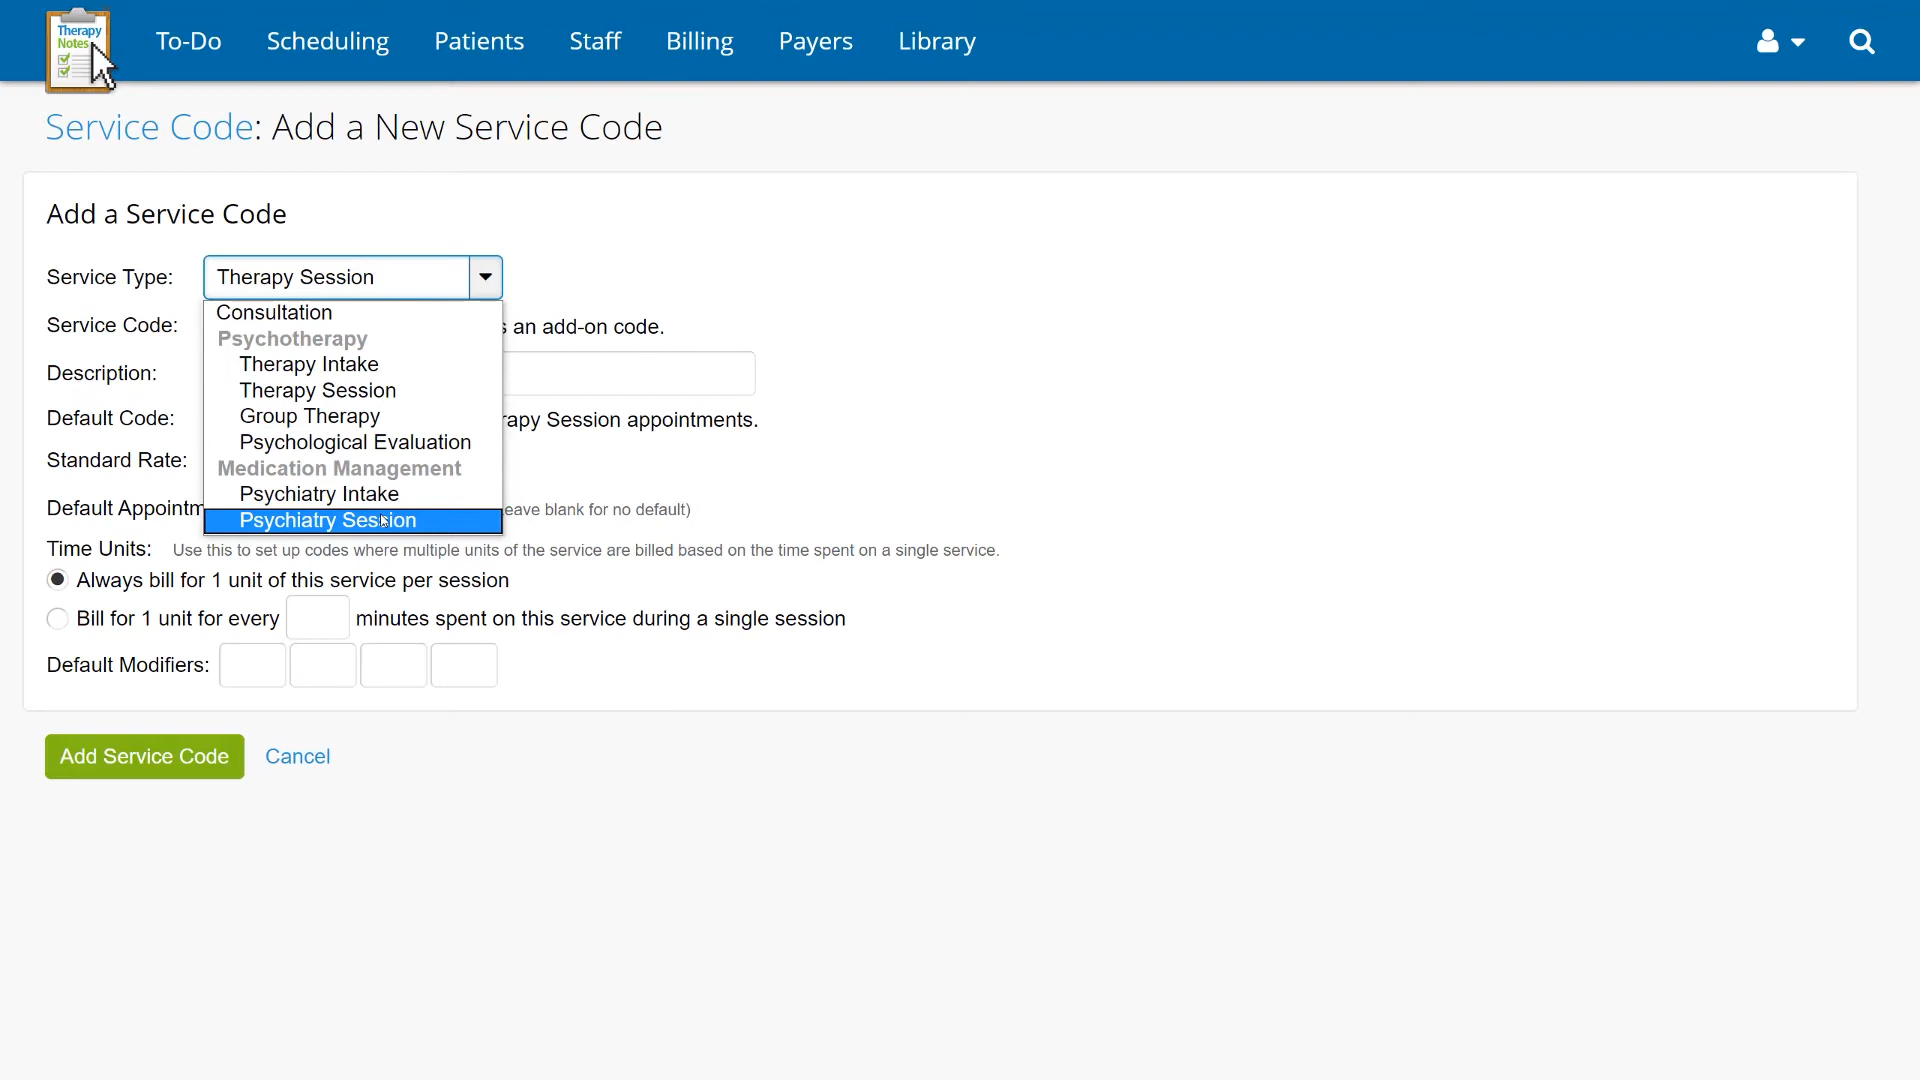 Therapy
Notes
To-Do Scheduling Patients Staff Billing Payers Library
Service Code: Add a New Service Code
Add a Service Code
Service Type: Therapy Session
Consultation
Psychotherapy
Therapy Intake
Therapy Session
Group Therapy
Psychological Evaluation
Medication Management
Psychiatry Intake
Psychiatry Session
Service Code: s an add-on code.
Description:
Default Code: rapy Session appointments.
Standard Rate:
Default Appointm eave blank for no default)
Time Units: Use this to set up codes where multiple units of the service are billed based on the time spent on a single service.
Always bill for 1 unit of this service per session
Bill for 1 unit for every minutes spent on this service during a single session
Default Modifiers:
Add Service Code Cancel